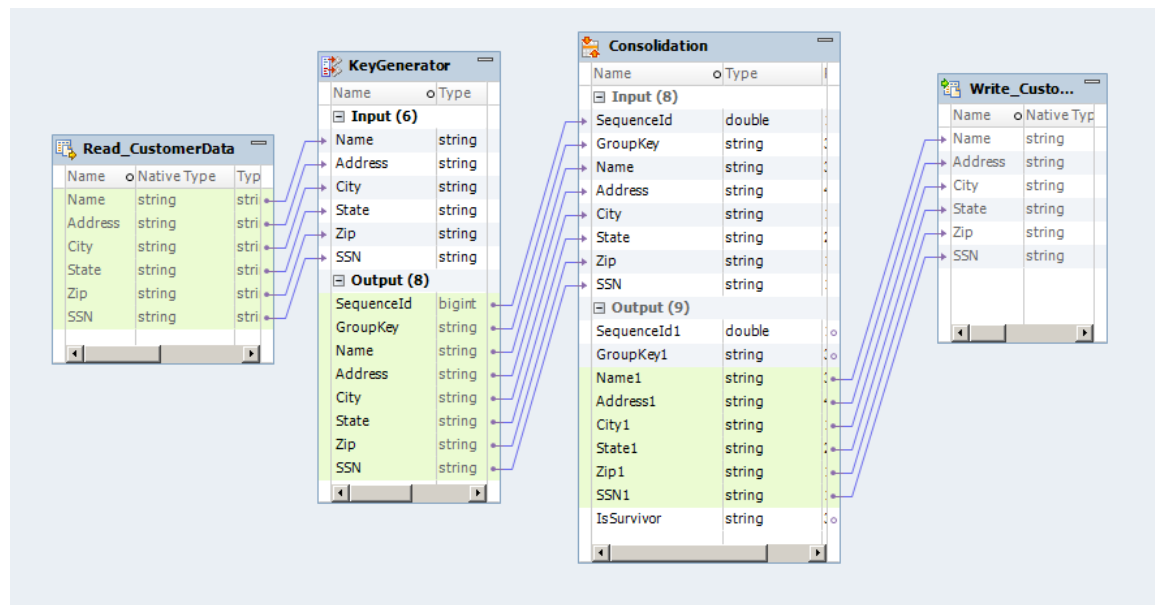 Read_CustomerData
Name Native Type Typ
Name string stri
Address string stri
City string stri
State string stri
Zip string stri
SSN string stri
KeyGenerator
Name Type
Input (6)
Name string
Address string
City string
State string
Zip string
SSN string
Output (8)
SequenceId bigint
GroupKey string
Name string
Address string
City string
State string
Zip string
SSN string
Consolidation
Name Type
Input (8)
SequenceId double
GroupKey string
Name string
Address string
City string
State string
Zip string
SSN string
Output (9)
SequenceId1 double
GroupKey1 string
Name1 string
Address1 string
City1 string
State1 string
Zip1 string
SSN1 string
IsSurvivor string
Write_Custo...
Name Native Typ
Name string
Address string
City string
State string
Zip string
SSN string